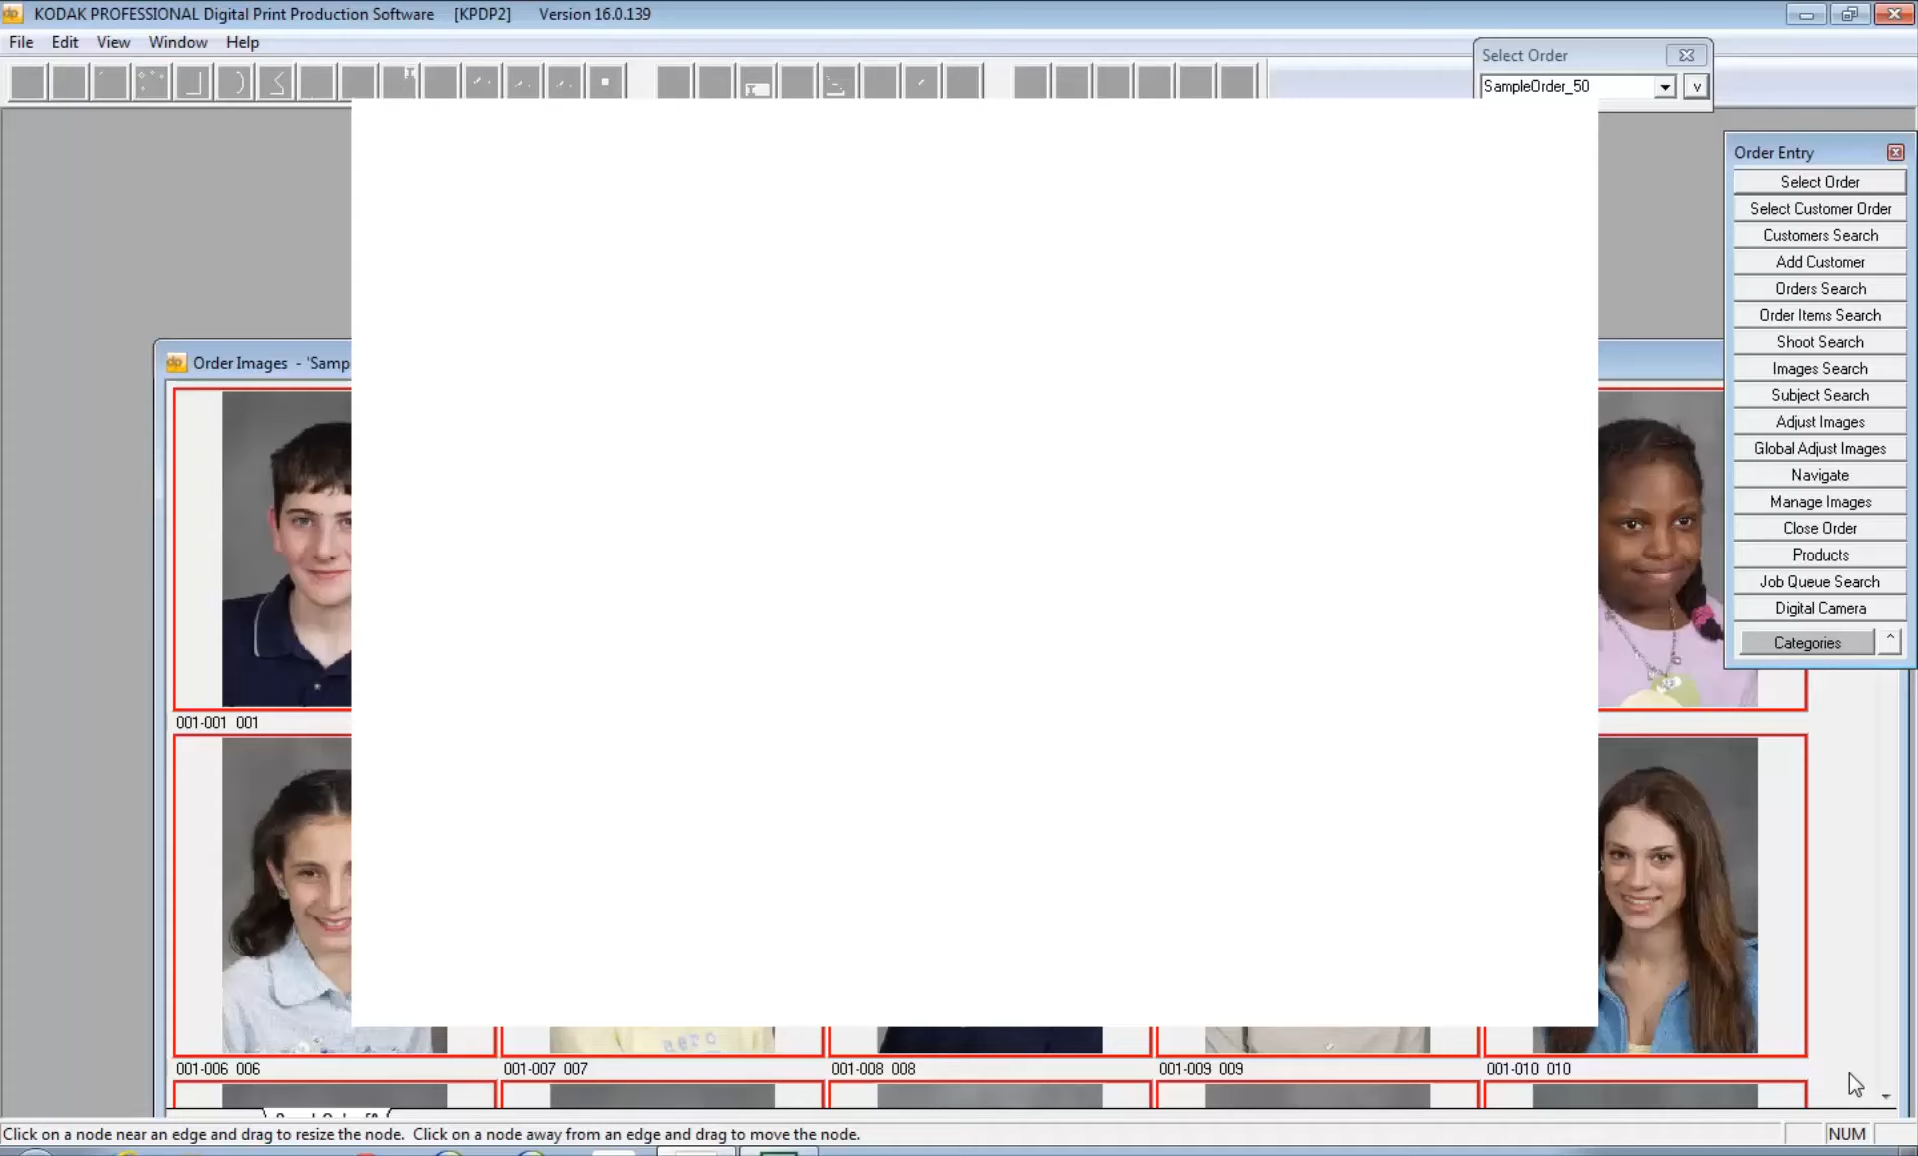 KODAK PROFESSIONAL Digital Print Production Software [KPDP2] Version 16.0.139
File Edit View Window Help
Select Order
SampleOrder_50
v
Order Entry
Select Order
Select Customer Order
Customers Search
Add Customer
Orders Search
Order Items Search
Shoot Search
Images Search
Subject Search
Adjust Images
Global Adjust Images
Navigate
Manage Images
Close Order
Products
Job Queue Search
Digital Camera
Categories
Order Images - 'Samp
001-001 001
aero
001-006 006
001-007 007
001-008 008
001-009 009
001-010 010
Click on a node near an edge and drag to resize the node. Click on a node away from an edge and drag to move the node.
NUM